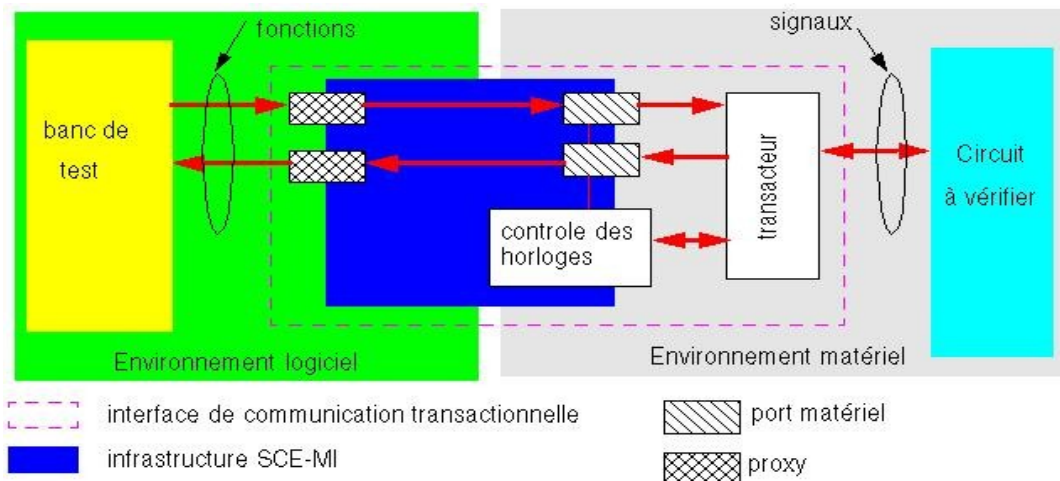 fonctions
signaux
banc de
test
Circuit
à vérifier
transacteur
controle des
horloges
Environnement logiciel
Environnement matériel
interface de communication transactionnelle
port matériel
infrastructure SCE-MI
proxy